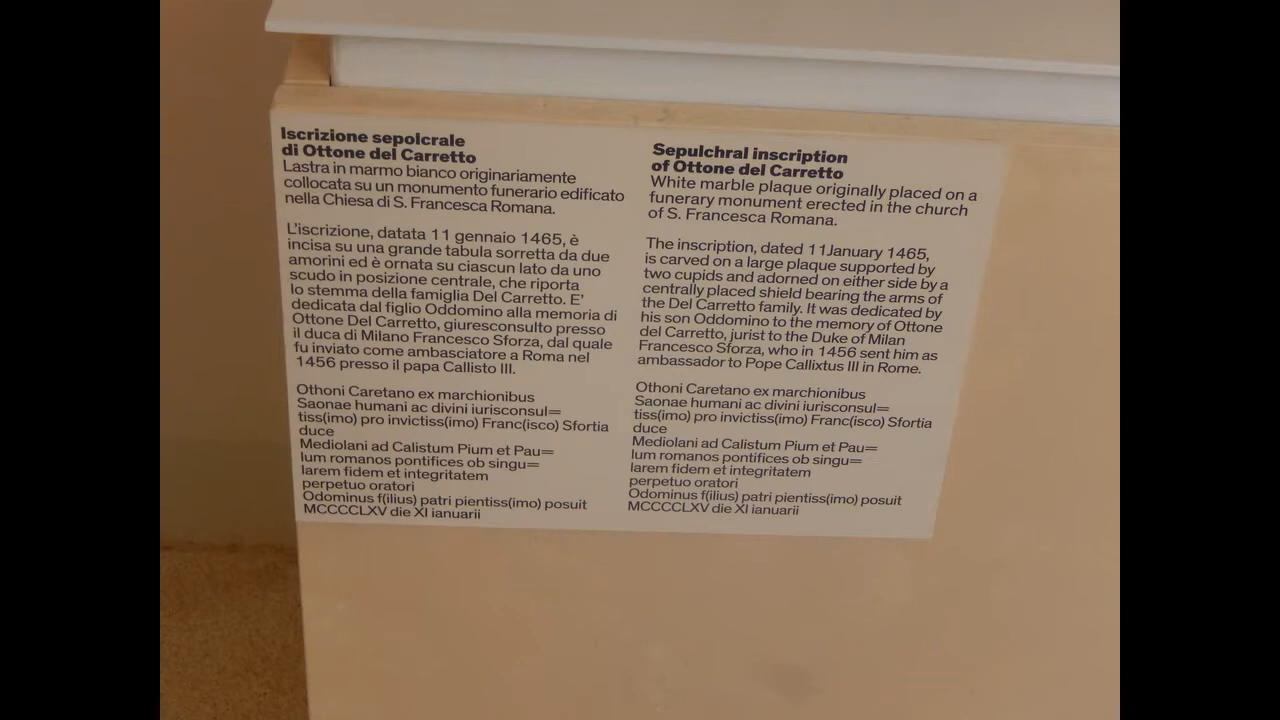 Iscrizione sepolcrale
di Ottone del Carretto
Lastra in marmo bianco originariamente
collocata su un monumento funerario edificato
nella Chiesa di S. Francesca Romana.
L'iscrizione, datata 11 gennaio 1465, è
incisa su una grande tabula sorretta da due
amorini ed è ornata su ciascun lato da uno
scudo in posizione centrale, che riporta
lo stemma della famiglia Del Carretto. E'
dedicata dal figlio Oddomino alla memoria di
Ottone Del Carretto, giuresconsulto presso
il duca di Milano Francesco Sforza, dal quale
fu inviato come ambasciatore a Roma nel
1456 presso il papa Callisto III.
Othoni Caretano ex marchionibus
Saonae humani ac divini iurisconsul=
tiss(imo) pro invictiss(imo) Franc(isco) Sfortia
duce
Mediolani ad Calistum Pium et Pau=
lum romanos pontifices ob singu=
larem fidem et integritatem
perpetuo oratori
Odominus f(ilius) patri pientiss(imo) posuit
MCCCCLXV die XI ianuarii
Sepulchral inscription
of Ottone del Carretto
White marble plaque originally placed on a
funerary monument erected in the church
of S. Francesca Romana.
The inscription, dated 11January 1465,
is carved on a large plaque supported by
two cupids and adorned on either side by a
centrally placed shield bearing the arms of
the Del Carretto family. It was dedicated by
his son Oddomino to the memory of Ottone
del Carretto, jurist to the Duke of Milan
Francesco Sforza, who in 1456 sent him as
ambassador to Pope Callixtus III in Rome.
Othoni Caretano ex marchionibus
Saonae humani ac divini iurisconsul=
tiss(imo) pro invictiss(imo) Franc(isco) Sfortia
duce
Mediolani ad Calistum Pium et Pau=
lum romanos pontifices ob singu=
larem fidem et integritatem
perpetuo oratori
Odominus f(ilius) patri pientiss(imo) posuit
MCCCCLXV die XI ianuarii